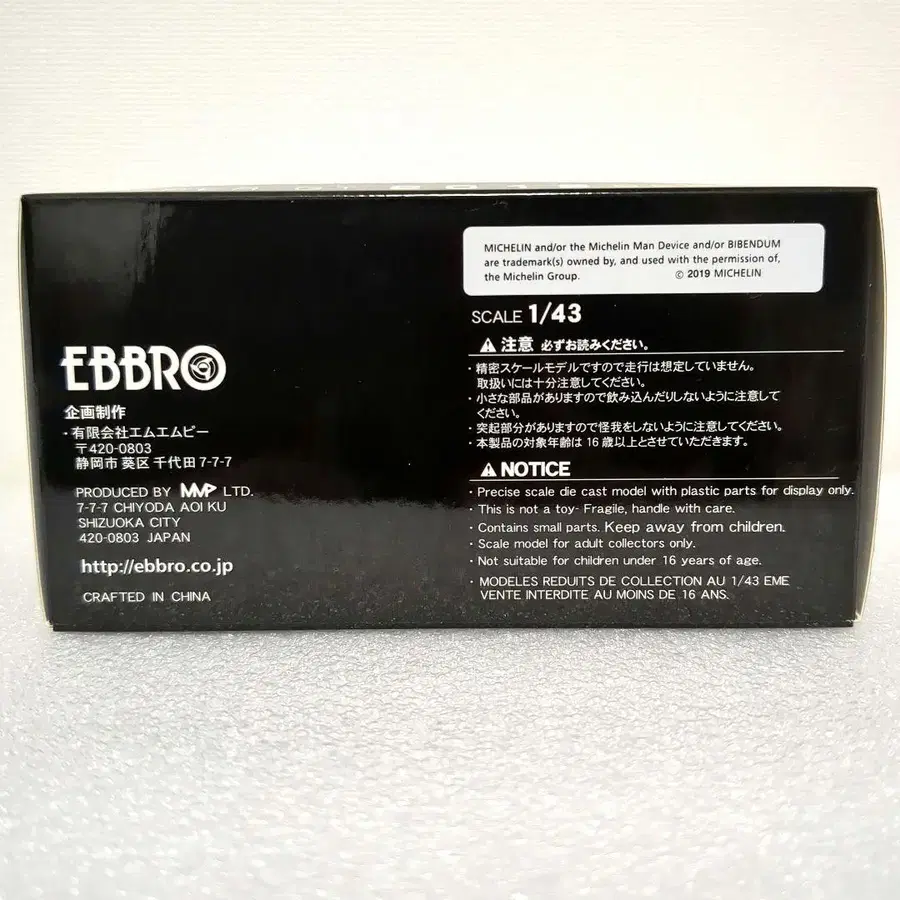 EBBRO
企画制作
・有限会社エムエムピー
〒420-0803
静岡市 葵区 千代田 7-7-7
PRODUCED BY MMP LTD.
7-7-7 CHIYODA AOI KU
SHIZUOKA CITY
420-0803 JAPAN
http://ebbro.co.jp
CRAFTED IN CHINA
MICHELIN and/or the Michelin Man Device and/or BIBENDUM
are trademark(s) owned by, and used with the permission of,
the Michelin Group. © 2019 MICHELIN
SCALE 1/43
注意 必ずお読みください。
・精密スケールモデルですので走行は想定していません。
取扱いには十分注意してください。
・小さな部品がありますので飲み込んだりしないように注意して
ください。
・突起部分がありますので怪我をしないように注意してください。
・本製品の対象年齢は 16 歳以上とさせていただきます。
NOTICE
・Precise scale die cast model with plastic parts for display only.
・This is not a toy- Fragile, handle with care.
・Contains small parts. Keep away from children.
・Scale model for adult collectors only.
・Not suitable for children under 16 years of age.
・MODELES REDUITS DE COLLECTION AU 1/43 EME
VENTE INTERDITE AU MOINS DE 16 ANS.